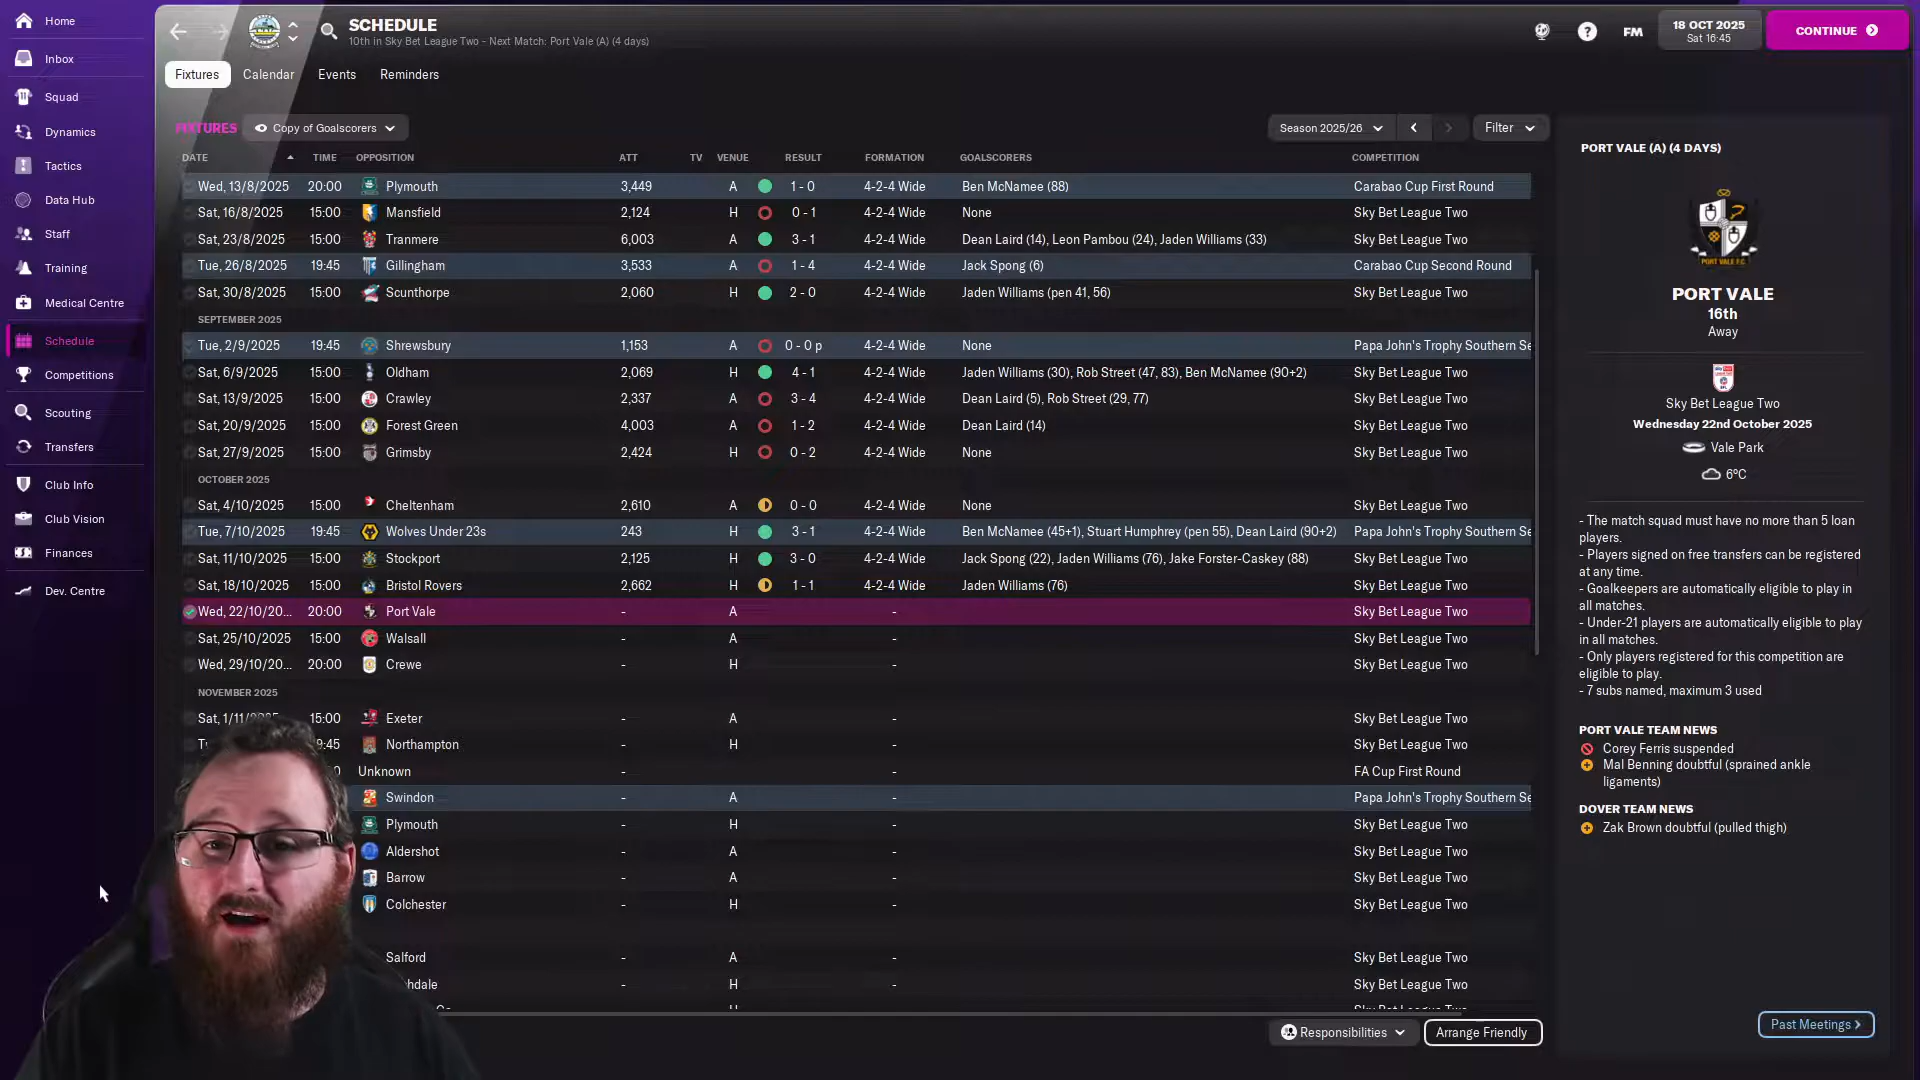 Home
Inbox
Squad
Dynamics
Tactics
Data Hub
Staff
Training
Medical Centre
Schedule
Competitions
Scouting
Transfers
Club Info
Club Vision
Finances
Dev. Centre
SCHEDULE
10th in Sky Bet League Two - Next Match: Port Vale (A) (4 days)
FM
18 OCT 2025
Sat 16:45
CONTINUE
Fixtures Calendar Events Reminders
FIXTURES Copy of Goalscorers Season 2025/26 Filter
DATE TIME OPPOSITION ATT TV VENUE RESULT FORMATION GOALSCORERS COMPETITION
Wed, 13/8/2025 20:00 Plymouth 3,449 A 1 - 0 4-2-4 Wide Ben McNamee (88) Carabao Cup First Round
Sat, 16/8/2025 15:00 Mansfield 2,124 H 0 - 1 4-2-4 Wide None Sky Bet League Two
Sat, 23/8/2025 15:00 Tranmere 6,003 A 3 - 1 4-2-4 Wide Dean Laird (14), Leon Pambou (24), Jaden Williams (33) Sky Bet League Two
Tue, 26/8/2025 19:45 Gillingham 3,533 A 1 - 4 4-2-4 Wide Jack Spong (6) Carabao Cup Second Round
Sat, 30/8/2025 15:00 Scunthorpe 2,060 H 2 - 0 4-2-4 Wide Jaden Williams (pen 41, 56) Sky Bet League Two
SEPTEMBER 2025
Tue, 2/9/2025 19:45 Shrewsbury 1,153 A 0 - 0 p 4-2-4 Wide None Papa John's Trophy Southern Se
Sat, 6/9/2025 15:00 Oldham 2,069 H 4 - 1 4-2-4 Wide Jaden Williams (30), Rob Street (47, 83), Ben McNamee (90+2) Sky Bet League Two
Sat, 13/9/2025 15:00 Crawley 2,337 A 3 - 4 4-2-4 Wide Dean Laird (5), Rob Street (29, 77) Sky Bet League Two
Sat, 20/9/2025 15:00 Forest Green 4,003 A 1 - 2 4-2-4 Wide Dean Laird (14) Sky Bet League Two
Sat, 27/9/2025 15:00 Grimsby 2,424 H 0 - 2 4-2-4 Wide None Sky Bet League Two
OCTOBER 2025
Sat, 4/10/2025 15:00 Cheltenham 2,610 A 0 - 0 4-2-4 Wide None Sky Bet League Two
Tue, 7/10/2025 19:45 Wolves Under 23s 243 H 3 - 1 4-2-4 Wide Ben McNamee (45+1), Stuart Humphrey (pen 55), Dean Laird (90+2) Papa John's Trophy Southern Se
Sat, 11/10/2025 15:00 Stockport 2,125 H 3 - 0 4-2-4 Wide Jack Spong (22), Jaden Williams (76), Jake Forster-Caskey (88) Sky Bet League Two
Sat, 18/10/2025 15:00 Bristol Rovers 2,662 H 1 - 1 4-2-4 Wide Jaden Williams (76) Sky Bet League Two
Wed, 22/10/20... 20:00 Port Vale - A - Sky Bet League Two
Sat, 25/10/2025 15:00 Walsall - A - Sky Bet League Two
Wed, 29/10/20... 20:00 Crewe - H - Sky Bet League Two
NOVEMBER 2025
Sat, 1/11/2025 15:00 Exeter - A - Sky Bet League Two
:45 Northampton - H - Sky Bet League Two
Unknown - - FA Cup First Round
Swindon - A - Papa John's Trophy Southern Se
Plymouth - H - Sky Bet League Two
Aldershot - A - Sky Bet League Two
Barrow - A - Sky Bet League Two
Colchester - H - Sky Bet League Two
Salford - A - Sky Bet League Two
hdale - H - Sky Bet League Two
Responsibilities Arrange Friendly
PORT VALE (A) (4 DAYS)
PORT VALE F.C
PORT VALE
16th
Away
Sky Bet League Two
Wednesday 22nd October 2025
Vale Park
6°C
- The match squad must have no more than 5 loan
players.
- Players signed on free transfers can be registered
at any time.
- Goalkeepers are automatically eligible to play in
all matches.
- Under-21 players are automatically eligible to play
in all matches.
- Only players registered for this competition are
eligible to play.
- 7 subs named, maximum 3 used
PORT VALE TEAM NEWS
Corey Ferris suspended
Mal Benning doubtful (sprained ankle
ligaments)
DOVER TEAM NEWS
Zak Brown doubtful (pulled thigh)
Past Meetings